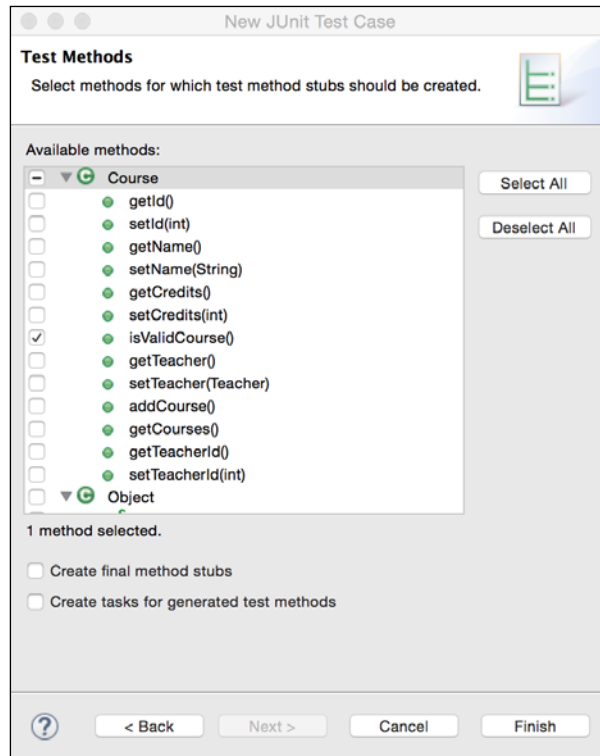 New JUnit Test Case
Test Methods
Select methods for which test method stubs should be created.
Available methods:
Course
getId()
setId(int)
getName()
setName(String)
getCredits()
setCredits(int)
isValidCourse()
getTeacher()
setTeacher(Teacher)
addCourse()
getCourses()
getTeacherId()
setTeacherId(int)
Object
Select All
Deselect All
1 method selected.
Create final method stubs
Create tasks for generated test methods
? < Back Next > Cancel Finish